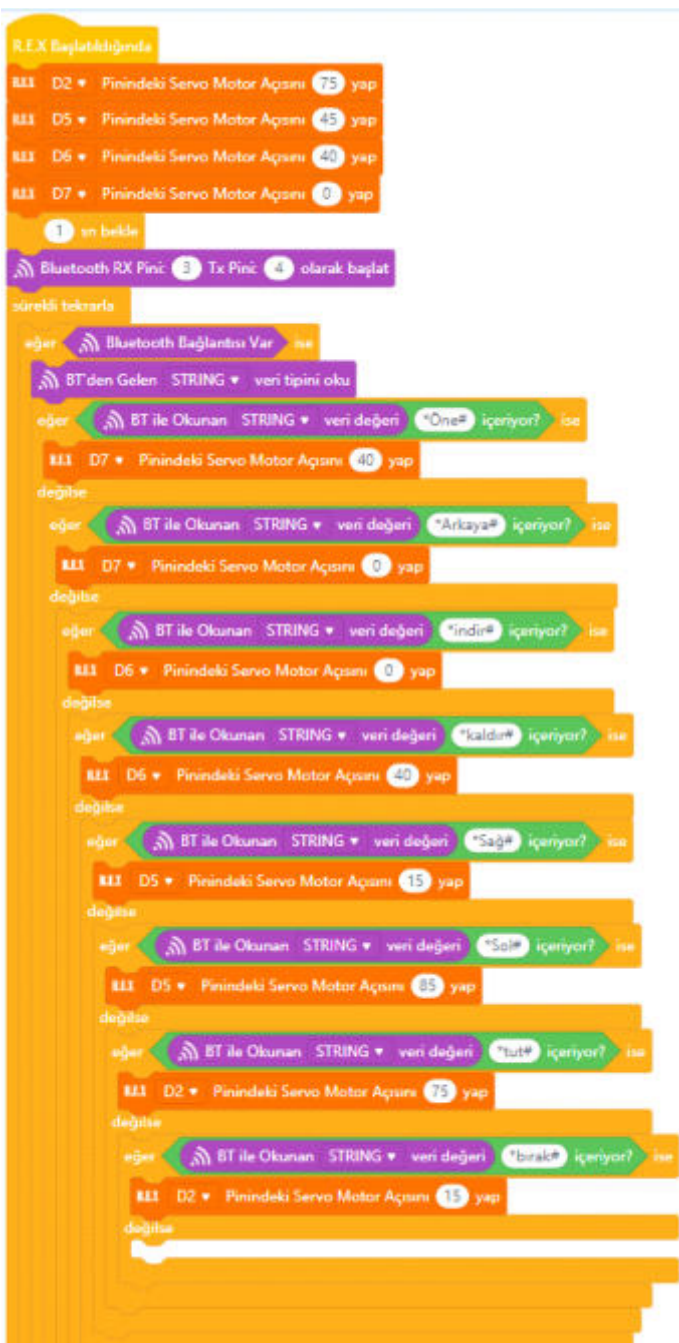 R.E.X Başlatıldığında
R.E.X D2 Pinindeki Servo Motor Açısını 75 yap
R.E.X D5 Pinindeki Servo Motor Açısını 45 yap
R.E.X D6 Pinindeki Servo Motor Açısını 40 yap
R.E.X D7 Pinindeki Servo Motor Açısını 0 yap
1 sn bekle
Bluetooth RX Pini: 3 Tx Pini: 4 olarak başlat
sürekli tekrarla
eğer Bluetooth Bağlantısı Var ise
BT'den Gelen STRING veri tipini oku
eğer BT ile Okunan STRING veri değeri *Öne# içeriyor? ise
R.E.X D7 Pinindeki Servo Motor Açısını 40 yap
değilse
eğer BT ile Okunan STRING veri değeri *Arkaya# içeriyor? ise
R.E.X D7 Pinindeki Servo Motor Açısını 0 yap
değilse
eğer BT ile Okunan STRING veri değeri *indir# içeriyor? ise
R.E.X D6 Pinindeki Servo Motor Açısını 0 yap
değilse
eğer BT ile Okunan STRING veri değeri *kaldır# içeriyor? ise
R.E.X D6 Pinindeki Servo Motor Açısını 40 yap
değilse
eğer BT ile Okunan STRING veri değeri *Sağ# içeriyor? ise
R.E.X D5 Pinindeki Servo Motor Açısını 15 yap
değilse
eğer BT ile Okunan STRING veri değeri *Sol# içeriyor? ise
R.E.X D5 Pinindeki Servo Motor Açısını 85 yap
değilse
eğer BT ile Okunan STRING veri değeri *tut# içeriyor? ise
R.E.X D2 Pinindeki Servo Motor Açısını 75 yap
değilse
eğer BT ile Okunan STRING veri değeri *bırak# içeriyor? ise
R.E.X D2 Pinindeki Servo Motor Açısını 15 yap
değilse